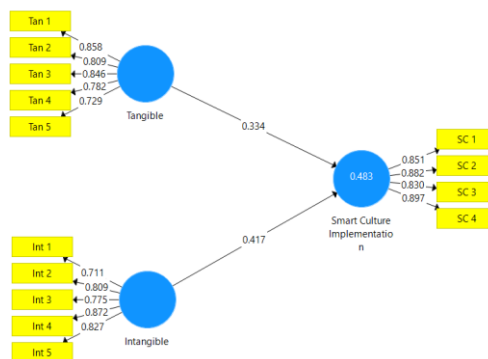 Tan 1
Tan 2
Tan 3
Tan 4
Tan 5
0.858
0.809
0.846
0.782
0.729
Tangible
0.334
Int 1
Int 2
Int 3
Int 4
Int 5
0.711
0.809
0.775
0.872
0.827
Intangible
0.417
0.483
Smart Culture
Implementatio
n
0.851
0.882
0.830
0.897
SC 1
SC 2
SC 3
SC 4